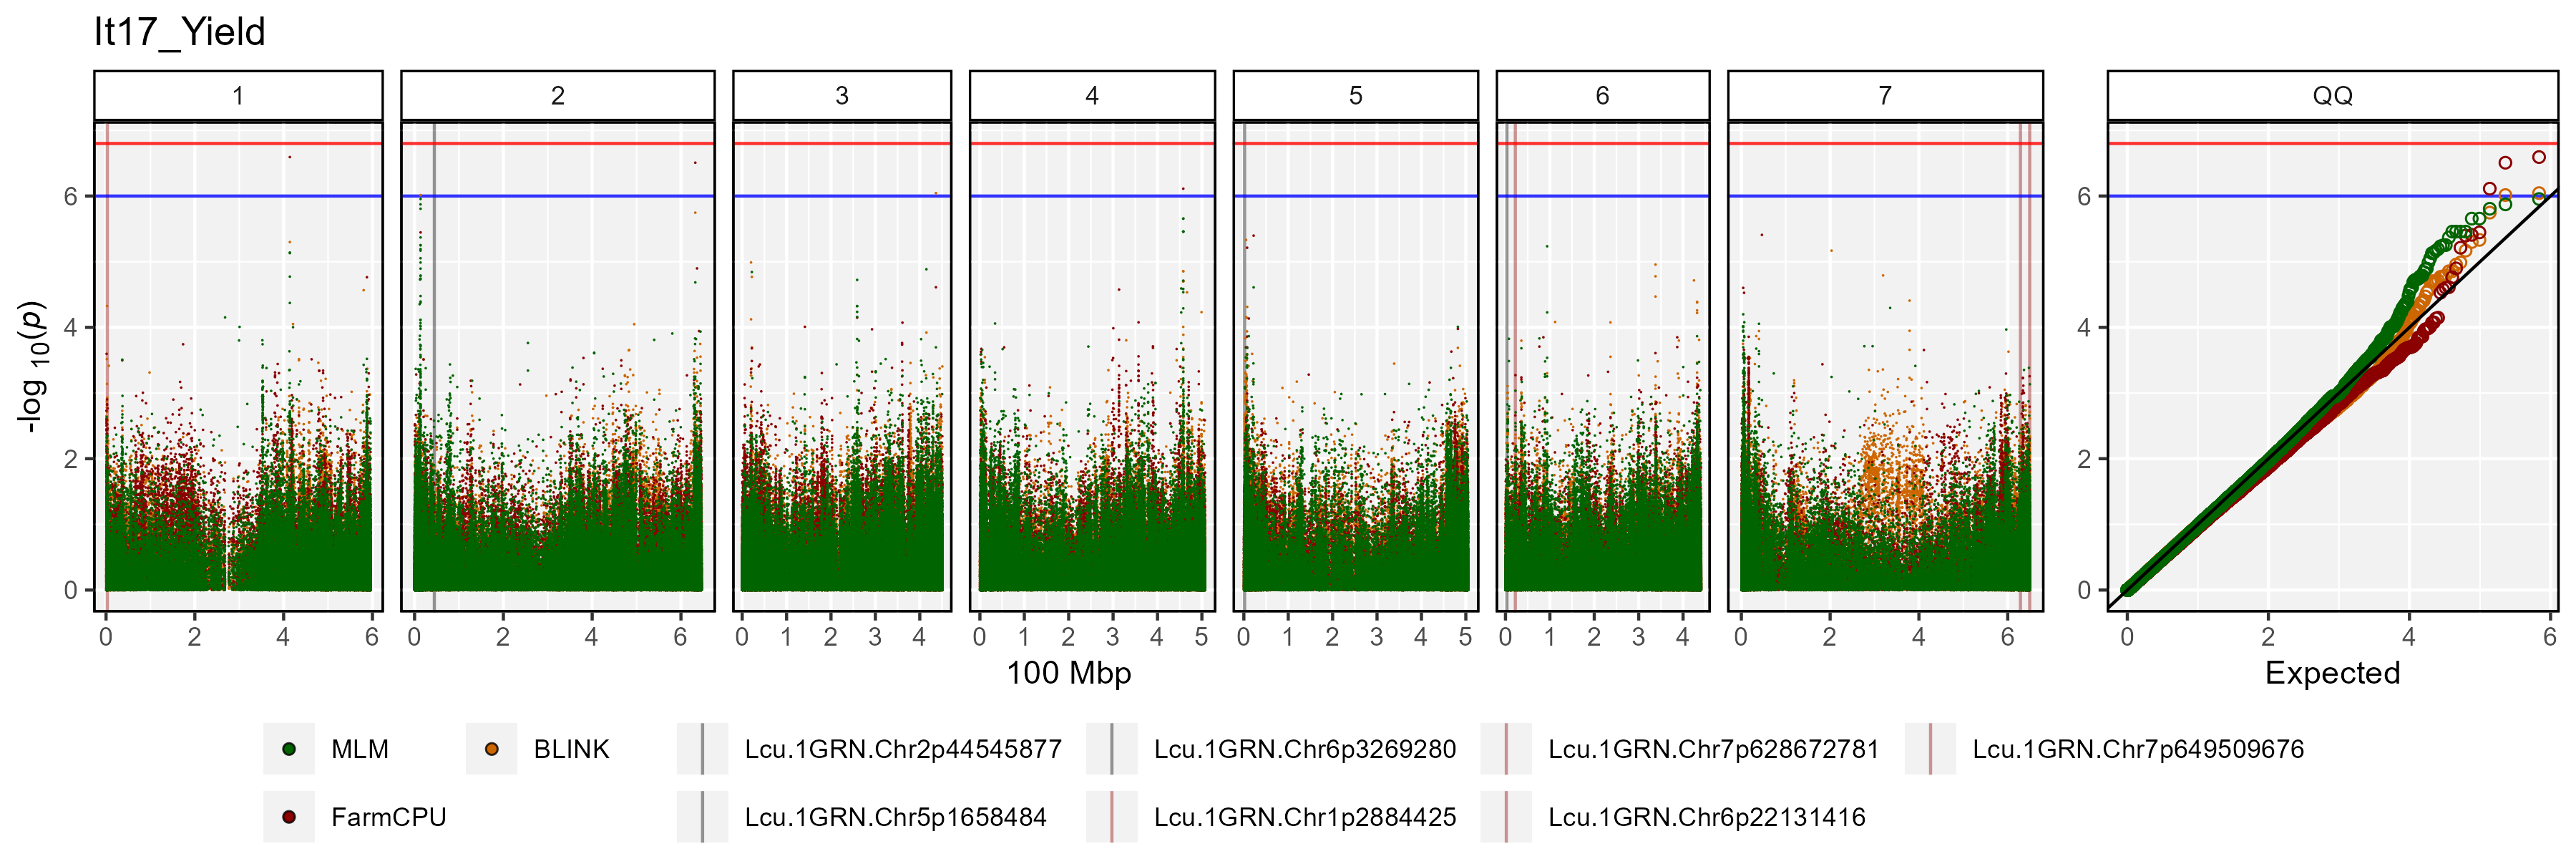 It17_Yield
1 2 3 4 5 6 7 QQ
-log 10(p)
6
4
2
0
6
4
2
0
0 2 4 6 0 2 4 6 0 1 2 3 4 0 1 2 3 4 5 0 1 2 3 4 5 0 1 2 3 4 0 2 4 6 0 2 4 6
100 Mbp Expected
MLM BLINK Lcu.1GRN.Chr2p44545877 Lcu.1GRN.Chr6p3269280 Lcu.1GRN.Chr7p628672781 Lcu.1GRN.Chr7p649509676
FarmCPU Lcu.1GRN.Chr5p1658484 Lcu.1GRN.Chr1p2884425 Lcu.1GRN.Chr6p22131416